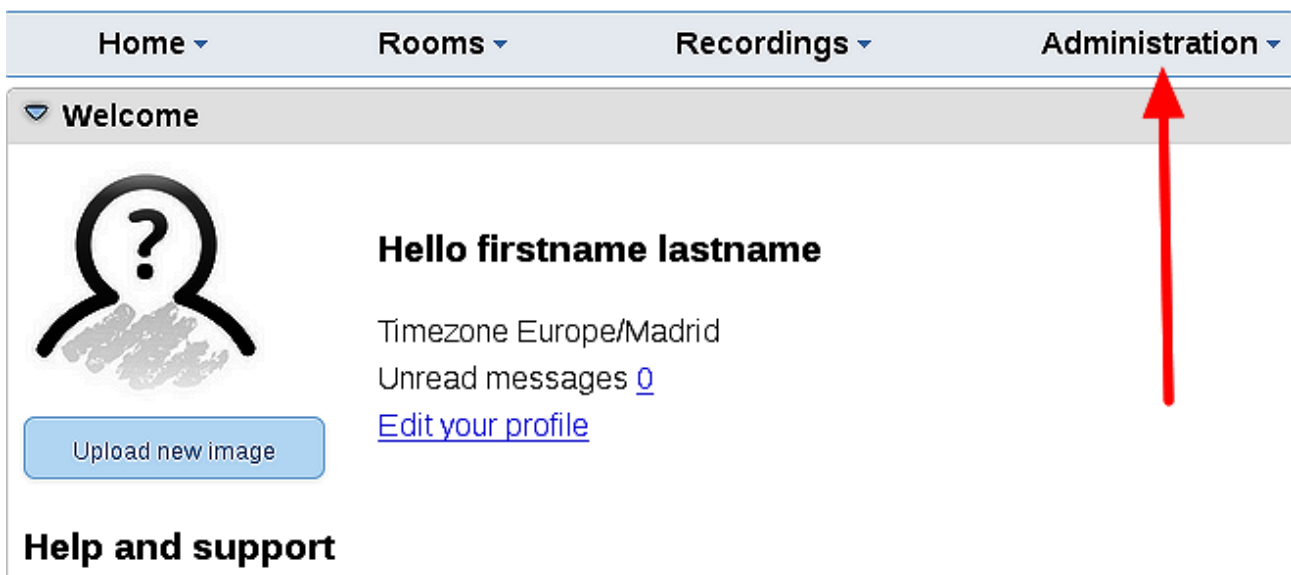 Home Rooms Recordings Administration
Welcome
?
Hello firstname lastname
Timezone Europe/Madrid
Unread messages 0
Edit your profile
Upload new image
Help and support